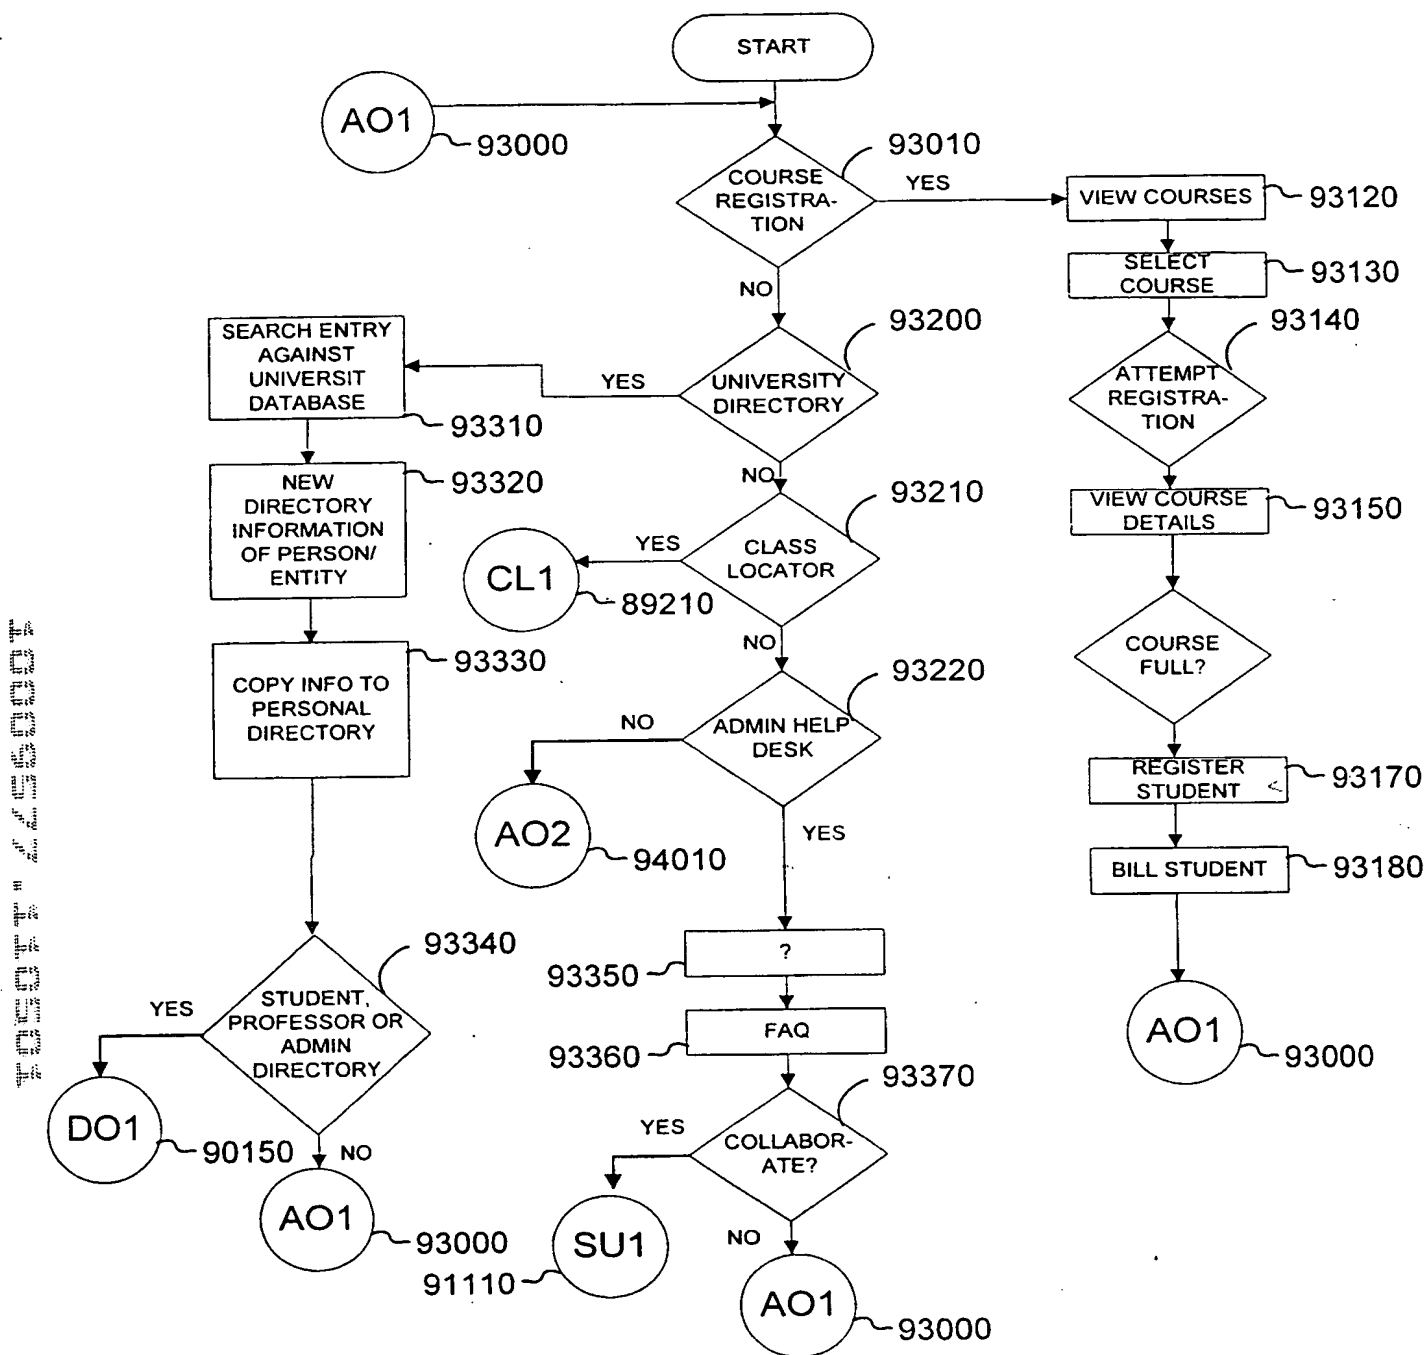 START
AO1
93000
93010
COURSE
REGISTRA-
TION
YES
VIEW COURSES
93120
SELECT
COURSE
93130
NO
93140
ATTEMPT
REGISTRA-
TION
93200
UNIVERSITY
DIRECTORY
YES
SEARCH ENTRY
AGAINST
UNIVERSIT
DATABASE
93310
NO
NEW
DIRECTORY
INFORMATION
OF PERSON/
ENTITY
93320
93210
CLASS
LOCATOR
YES
CL1
89210
VIEW COURSE
DETAILS
93150
NO
COURSE
FULL?
COPY INFO TO
PERSONAL
DIRECTORY
93330
93220
ADMIN HELP
DESK
NO
AO2
94010
YES
REGISTER
STUDENT <
93170
BILL STUDENT
93180
AO1
93000
93340
STUDENT,
PROFESSOR OR
ADMIN
DIRECTORY
YES
DO1
90150
NO
AO1
93000
?
93350
FAQ
93360
93370
COLLABOR-
ATE?
YES
SU1
91110
NO
AO1
93000
10009577.110501